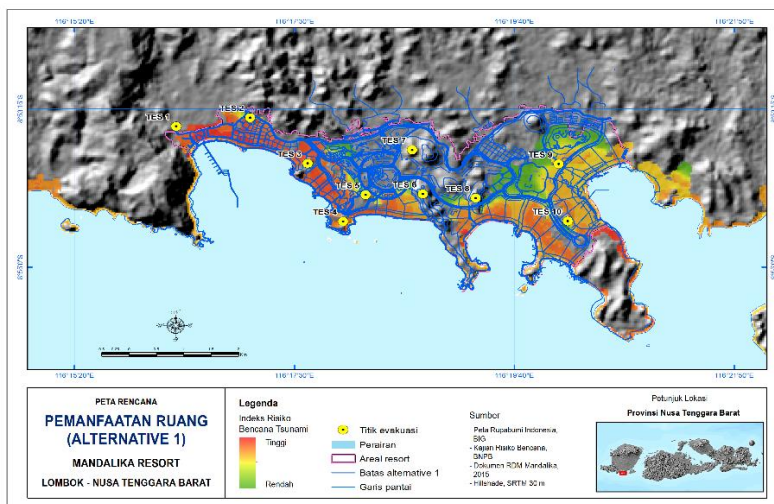 116°15'20"E 116°17'30"E 116°19'40"E 116°21'50"E
TES 1
TES 2
TES 3
TES 4
TES 5
TES 6
TES 7
TES 8
TES 9
TES 10
116°15'20"E 116°17'30"E 116°19'40"E 116°21'50"E
PETA RENCANA
PEMANFAATAN RUANG
(ALTERNATIVE 1)
MANDALIKA RESORT
LOMBOK - NUSA TENGGARA BARAT
Legenda
Indeks Risiko
Bencana Tsunami
Tinggi
Rendah
Titik evakuasi
Perairan
Areal resort
Batas alternative 1
Garis pantai
Sumber
- Peta Rupabumi Indonesia,
BIG
- Kajian Risiko Bencana,
BNPB
- Dokumen RDM Mandalika,
2015
- Hillshade, SRTM 30 m
Petunjuk Lokasi
Provinsi Nusa Tenggara Barat